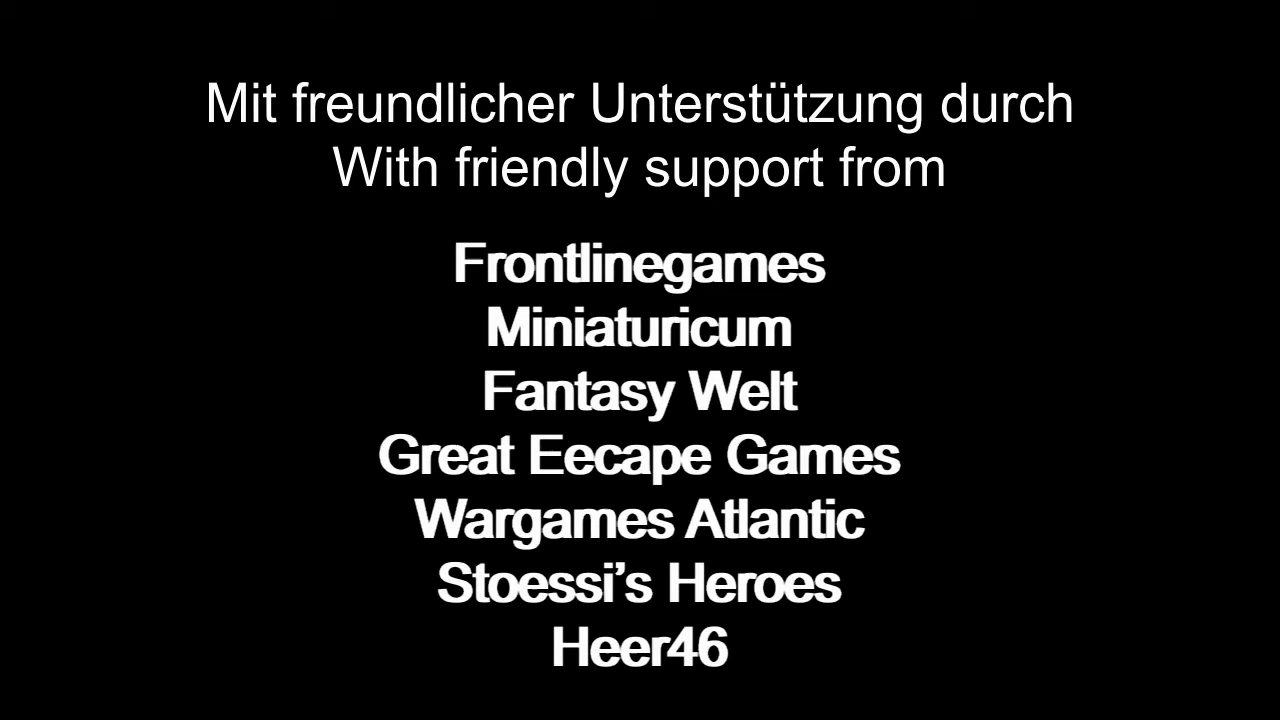 Mit freundlicher Unterstützung durch
With friendly support from
Frontlinegames
Miniaturicum
Fantasy Welt
Great Eecape Games
Wargames Atlantic
Stoessi’s Heroes
Heer46